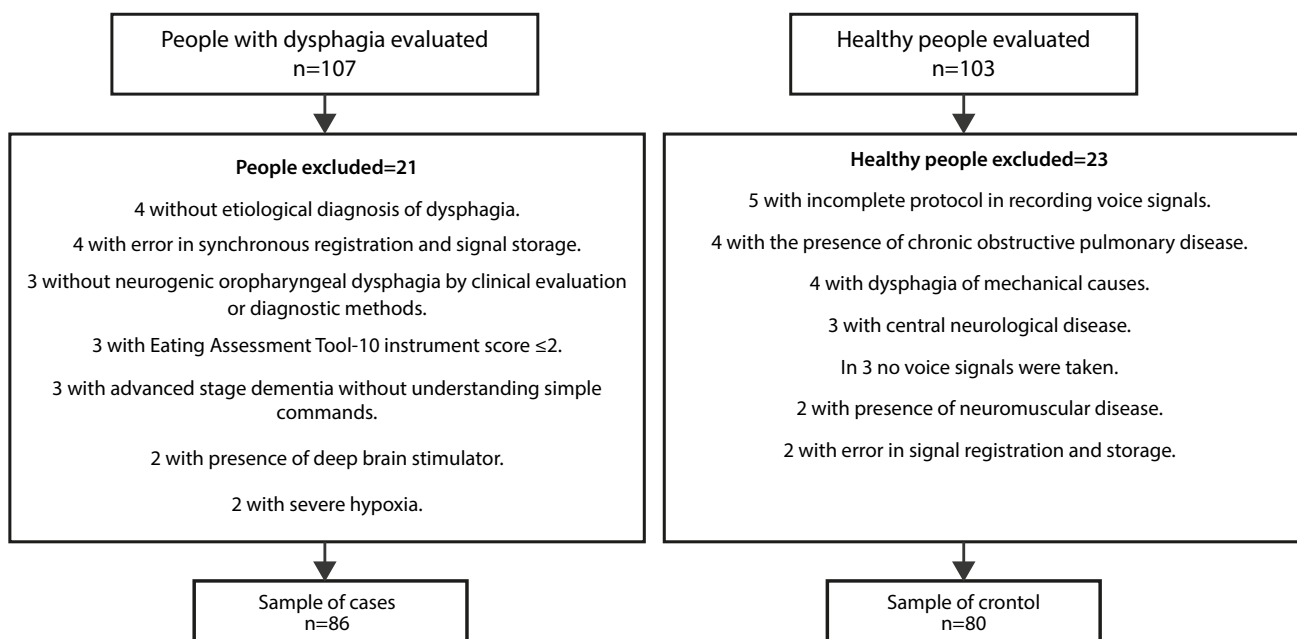 People with dysphagia evaluated
n=107
People excluded=21
4 without etiological diagnosis of dysphagia.
4 with error in synchronous registration and signal storage.
3 without neurogenic oropharyngeal dysphagia by clinical evaluation
or diagnostic methods.
3 with Eating Assessment Tool-10 instrument score ≤2.
3 with advanced stage dementia without understanding simple
commands.
2 with presence of deep brain stimulator.
2 with severe hypoxia.
Sample of cases
n=86
Healthy people evaluated
n=103
Healthy people excluded=23
5 with incomplete protocol in recording voice signals.
4 with the presence of chronic obstructive pulmonary disease.
4 with dysphagia of mechanical causes.
3 with central neurological disease.
In 3 no voice signals were taken.
2 with presence of neuromuscular disease.
2 with error in signal registration and storage.
Sample of crontol
n=80